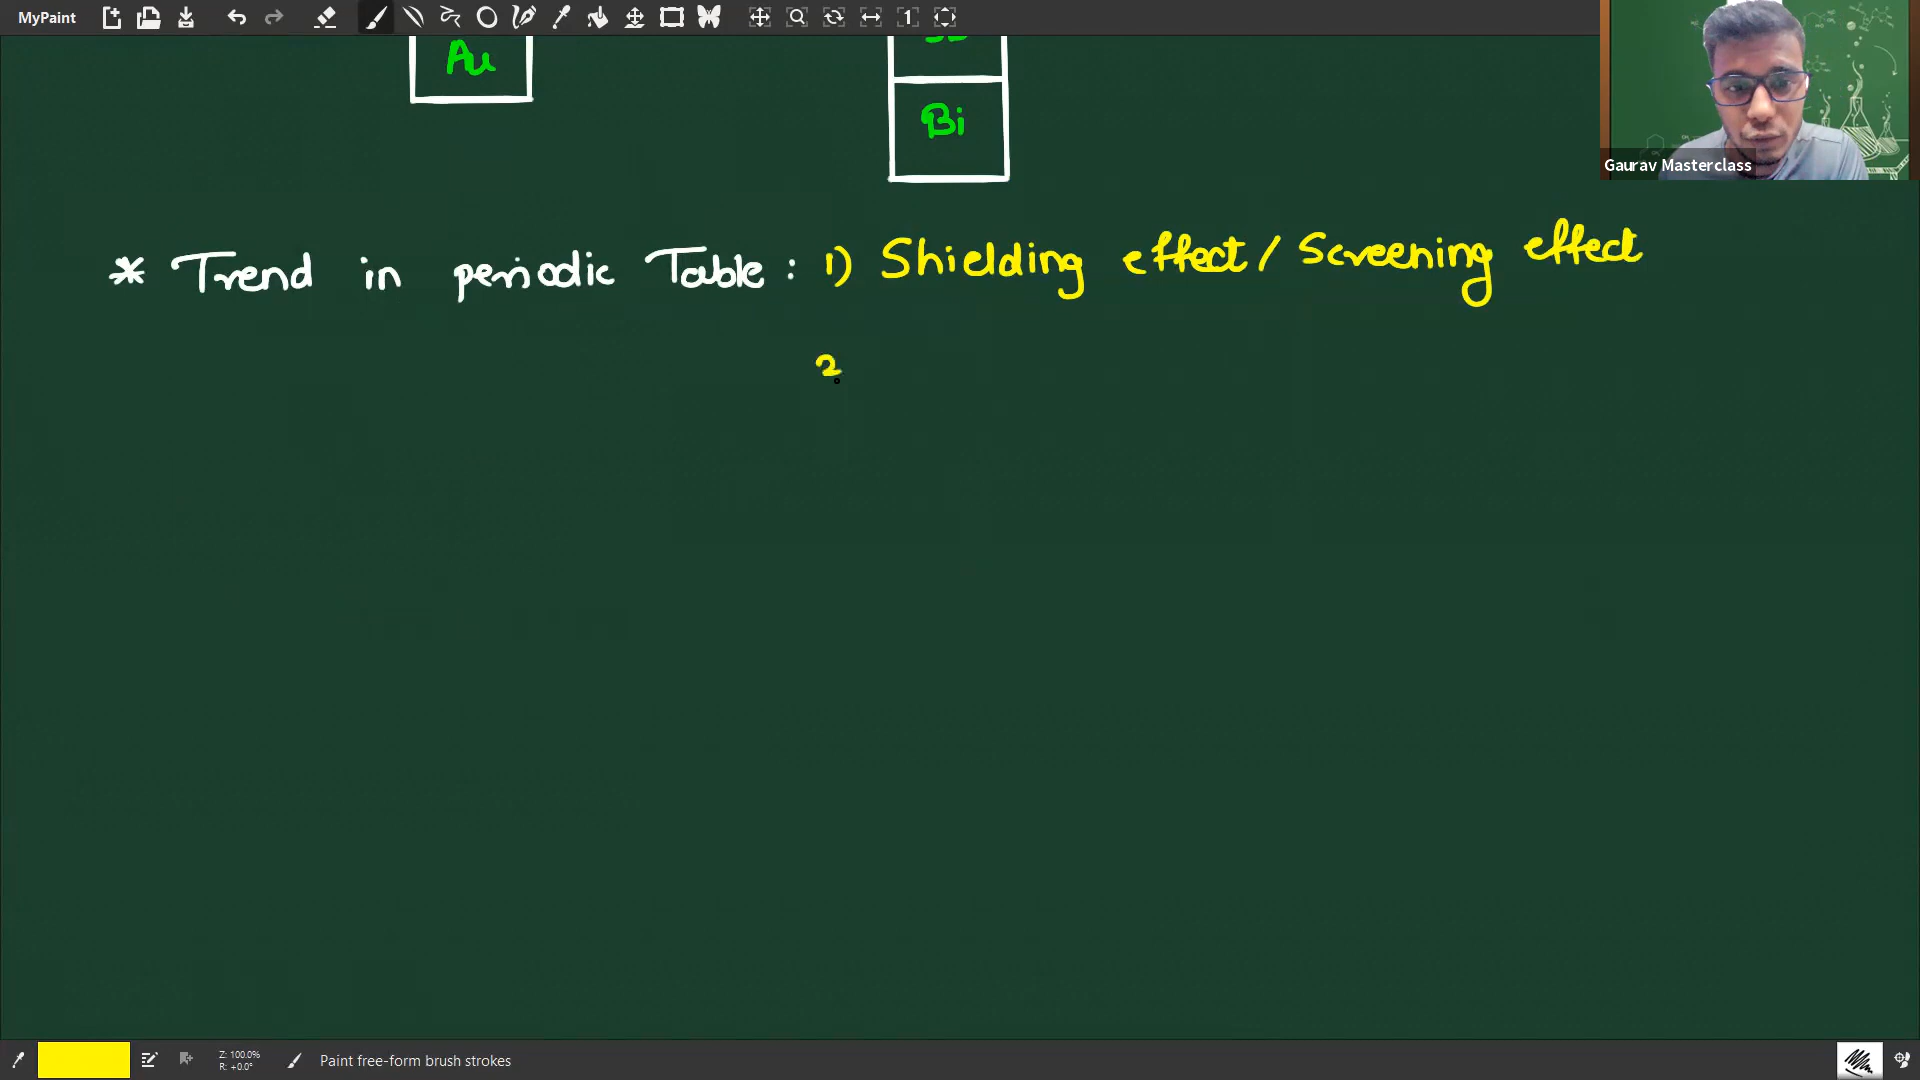 MyPaint
Au
Bi
Gaurav Masterclass
* Trend in periodic Table : 1) Shielding effect / Screening effect
2
Z: 100.0%
R: +0.0°
Paint free-form brush strokes